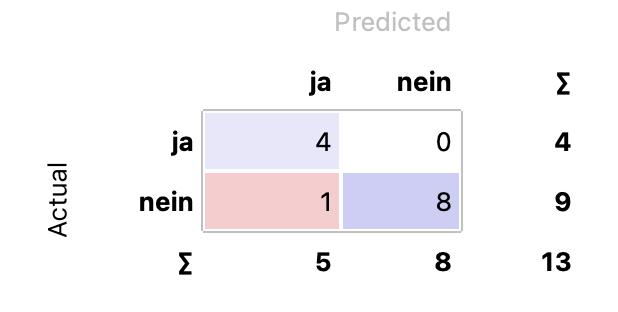 Predicted
ja nein Σ
ja 4 0 4
Actual
nein 1 8 9
Σ 5 8 13